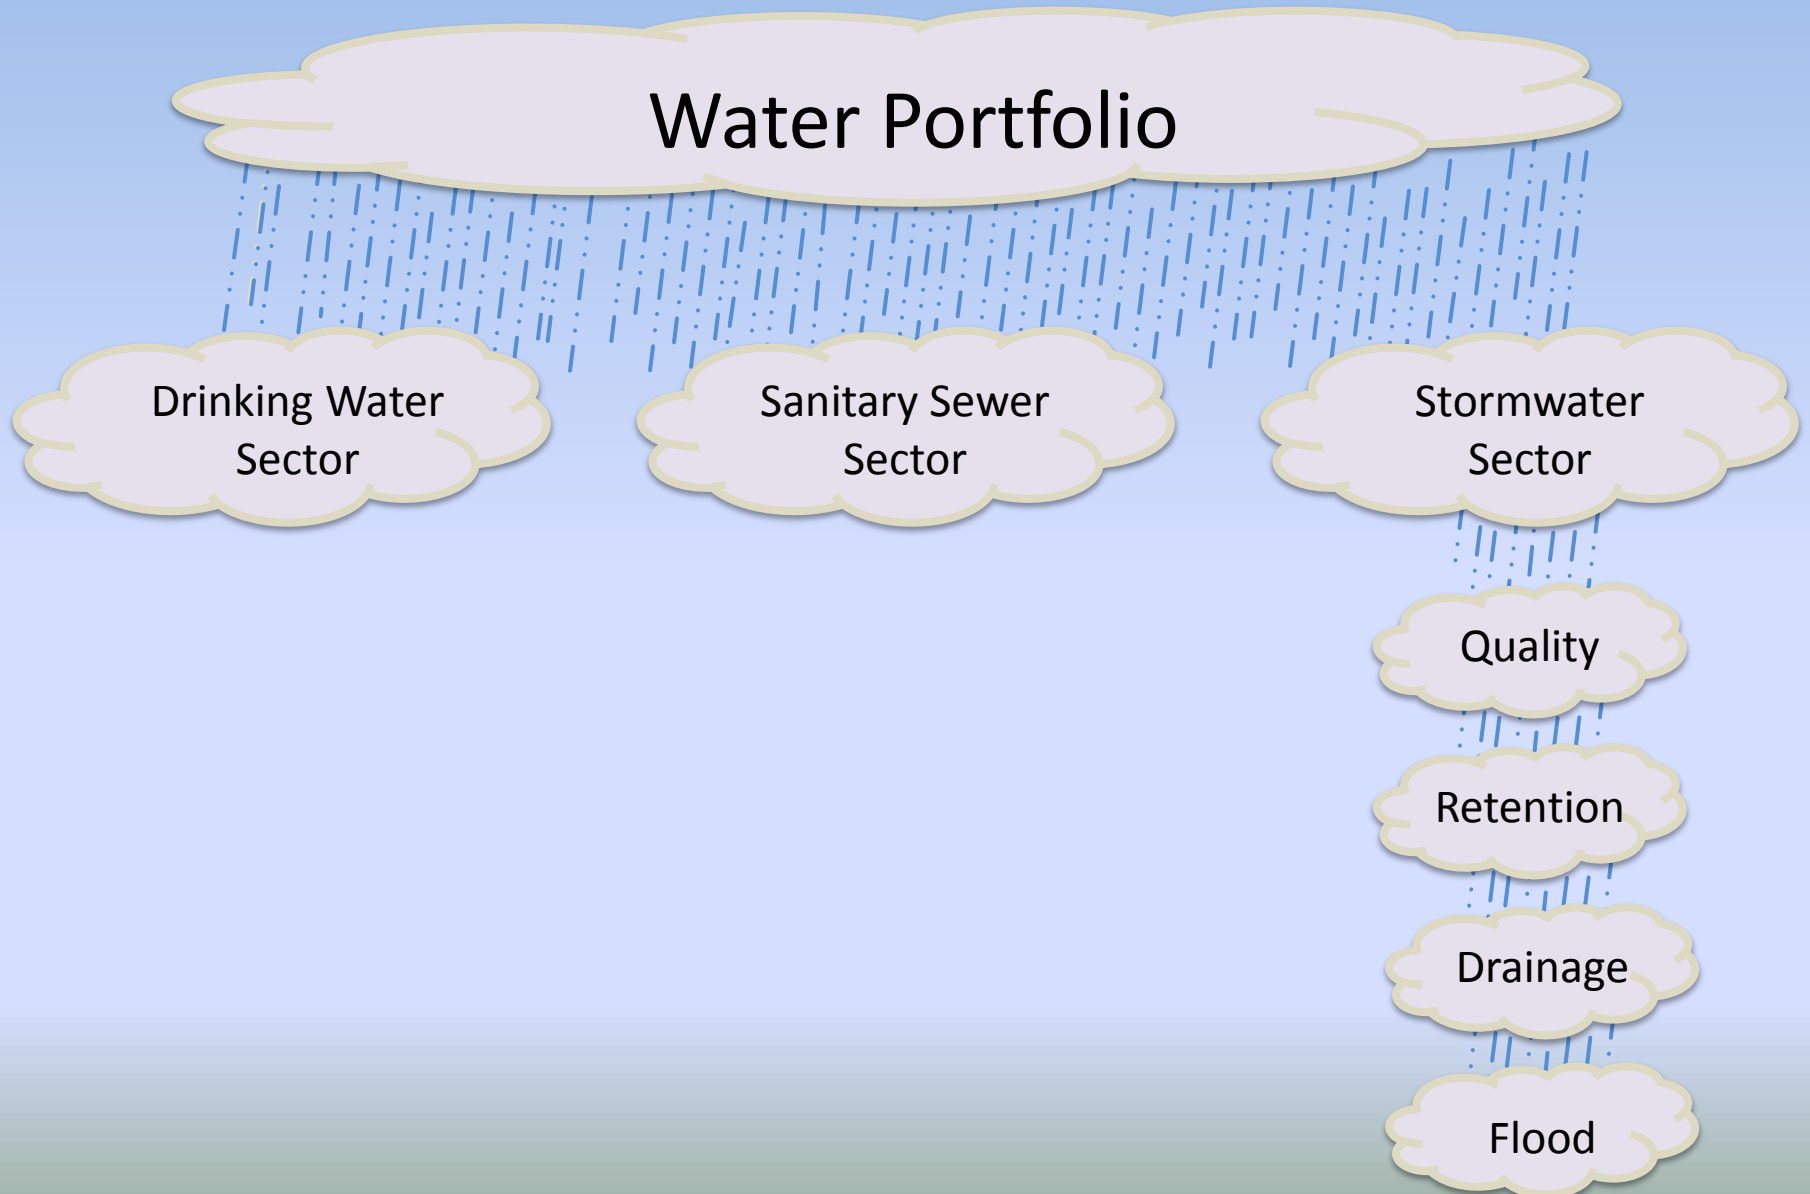 Water Portfolio
Drinking Water
Sector
Sanitary Sewer
Sector
Stormwater
Sector
Quality
Retention
Drainage
Flood